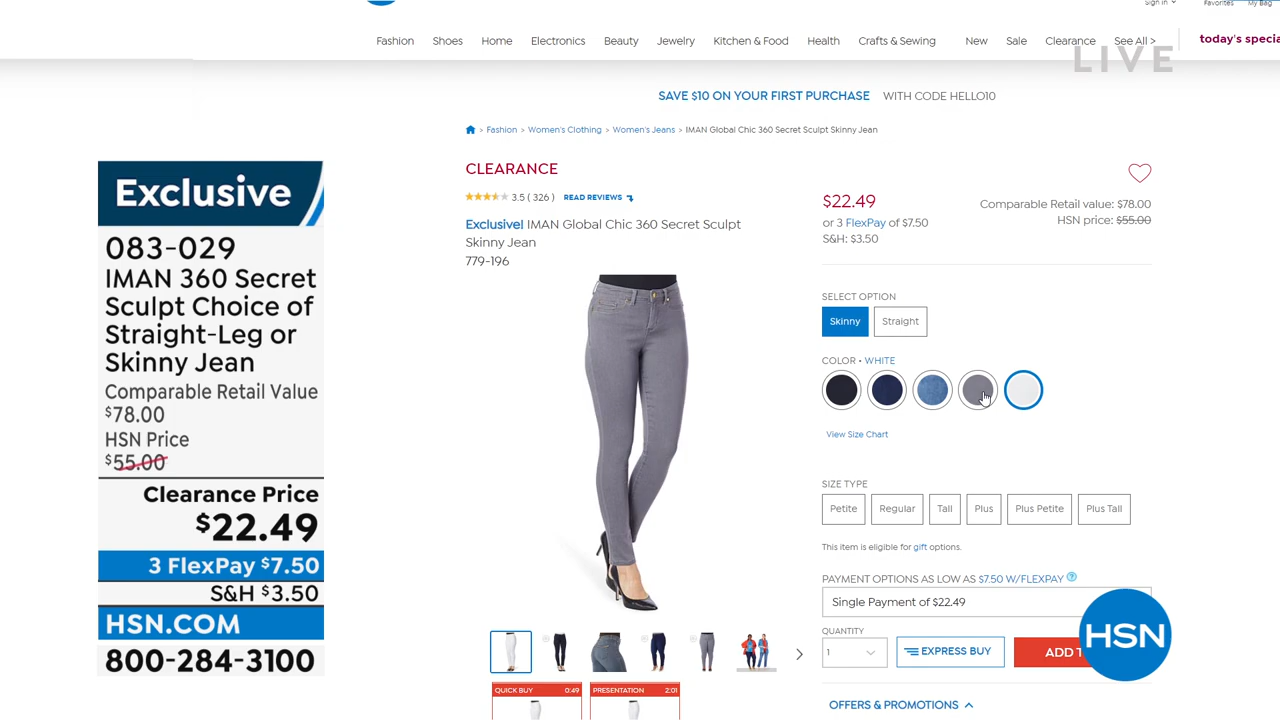 Sign In
Favorites
My Bag
Fashion Shoes Home Electronics Beauty Jewelry Kitchen & Food Health Crafts & Sewing New Sale Clearance See All >
today's specia
LIVE
SAVE $10 ON YOUR FIRST PURCHASE WITH CODE HELLO10
> Fashion > Women's Clothing > Women's Jeans > IMAN Global Chic 360 Secret Sculpt Skinny Jean
Exclusive
083-029
IMAN 360 Secret
Sculpt Choice of
Straight-Leg or
Skinny Jean
Comparable Retail Value
$78.00
HSN Price
$55.00
Clearance Price
$22.49
3 FlexPay $7.50
S&H $3.50
HSN.COM
800-284-3100
CLEARANCE
3.5 ( 326 ) READ REVIEWS
Exclusive! IMAN Global Chic 360 Secret Sculpt
Skinny Jean
779-196
$22.49
or 3 FlexPay of $7.50
S&H: $3.50
Comparable Retail value: $78.00
HSN price: $55.00
SELECT OPTION
Skinny
Straight
COLOR • WHITE
View Size Chart
SIZE TYPE
Petite
Regular
Tall
Plus
Plus Petite
Plus Tall
This item is eligible for gift options.
PAYMENT OPTIONS AS LOW AS $7.50 W/FLEXPAY ?
Single Payment of $22.49
QUANTITY
1
EXPRESS BUY
ADD T
HSN
QUICK BUY 0:49
PRESENTATION 2:01
OFFERS & PROMOTIONS